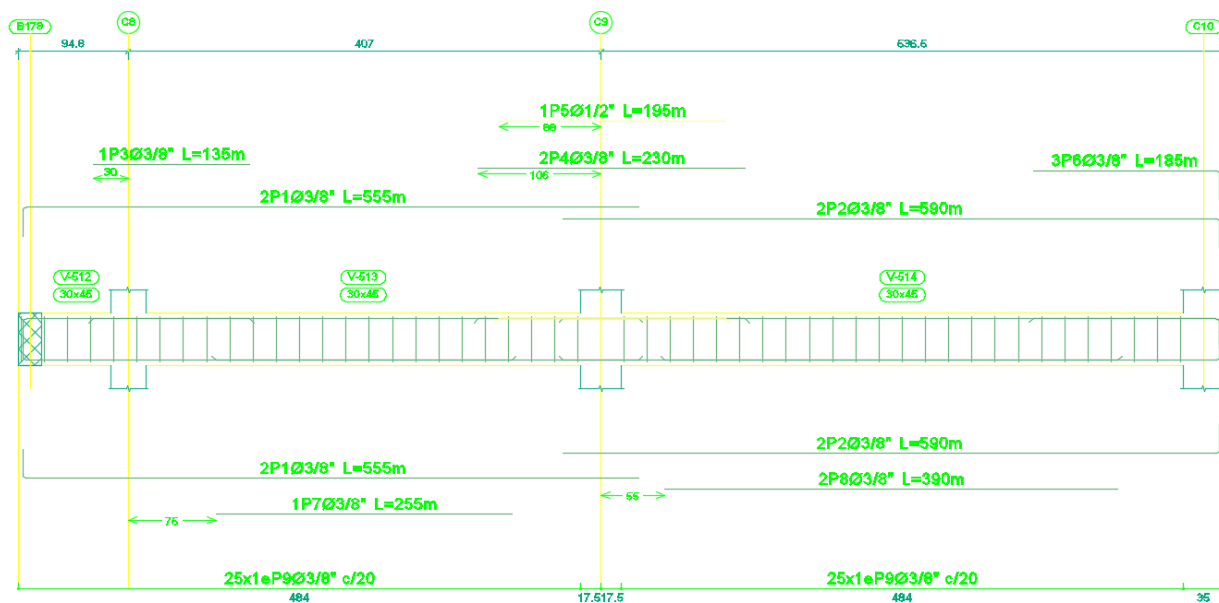 B179 C8 C9 C10
94.6 407 536.5
1P5Ø1/2" L=195m
88
1P3Ø3/8" L=135m 2P4Ø3/8" L=230m 3P6Ø3/8" L=185m
30 106
2P1Ø3/8" L=555m 2P2Ø3/8" L=590m
V-512 V-513 V-514
30x45 30x45 30x45
2P2Ø3/8" L=590m
2P1Ø3/8" L=555m 2P8Ø3/8" L=390m
55
1P7Ø3/8" L=255m
75
25x1eP9Ø3/8" c/20 25x1eP9Ø3/8" c/20
484 17.517.5 484 35